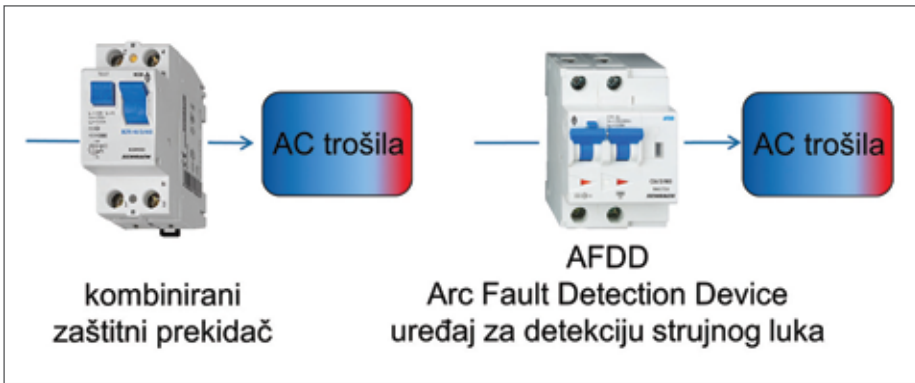 AC trošila
AC trošila
kombinirani
zaštitni prekidač
AFDD
Arc Fault Detection Device
uređaj za detekciju strujnog luka